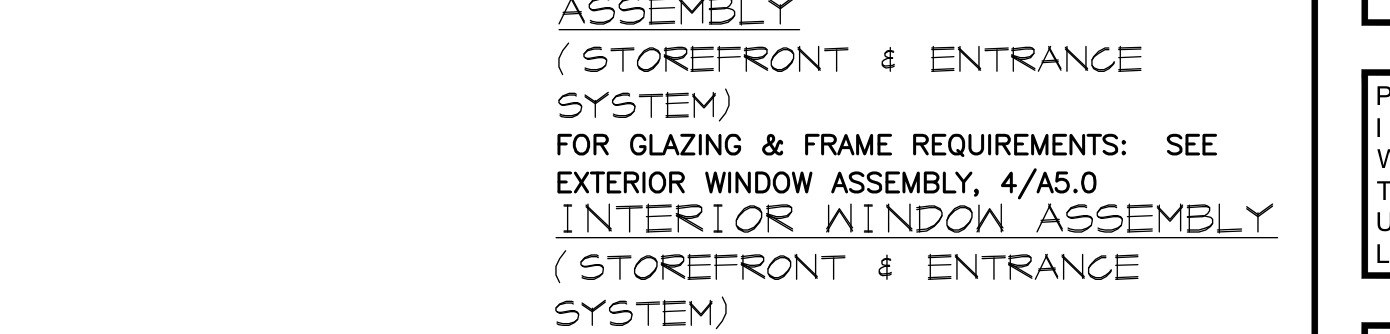 ASSEMBLY
(STOREFRONT & ENTRANCE
SYSTEM)
FOR GLAZING & FRAME REQUIREMENTS: SEE
EXTERIOR WINDOW ASSEMBLY, 4/A5.0
INTERIOR WINDOW ASSEMBLY
(STOREFRONT & ENTRANCE
SYSTEM)